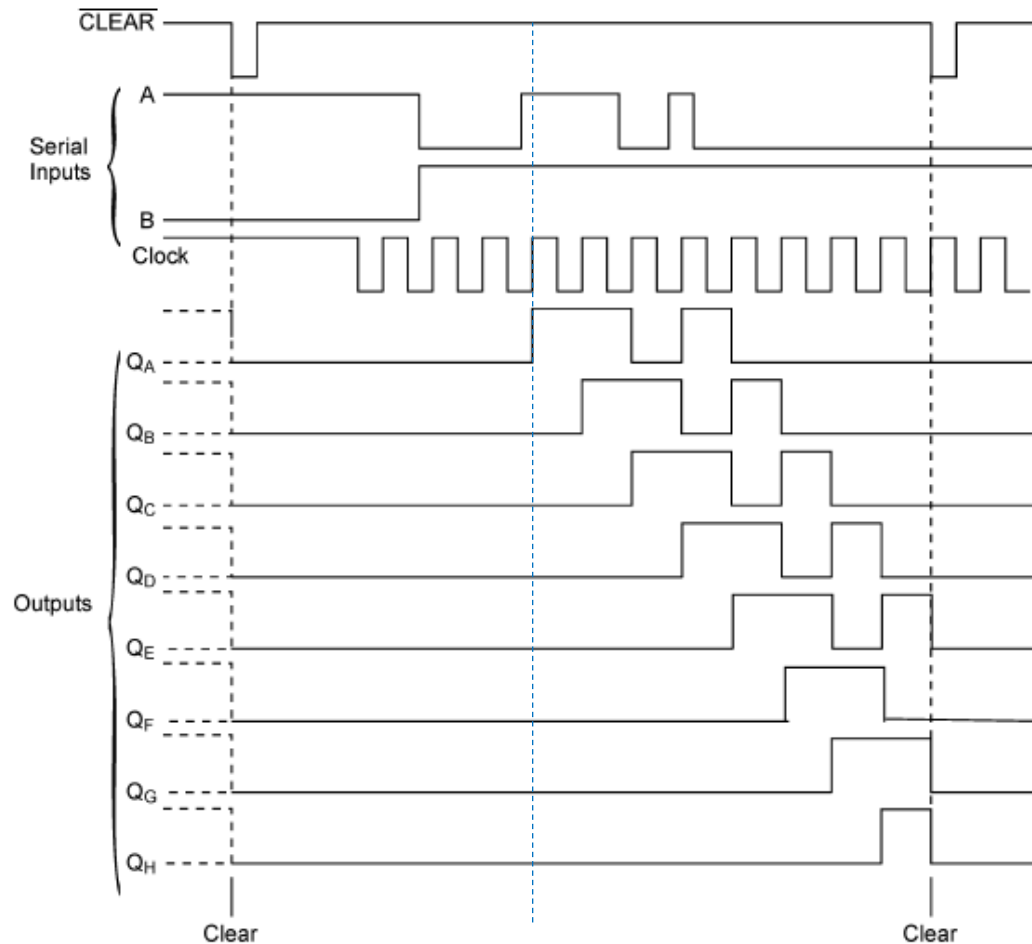 CLEAR
A
Serial
Inputs
B
Clock
QA
QB
QC
QD
QE
Outputs
QF
QG
QH
Clear
Clear